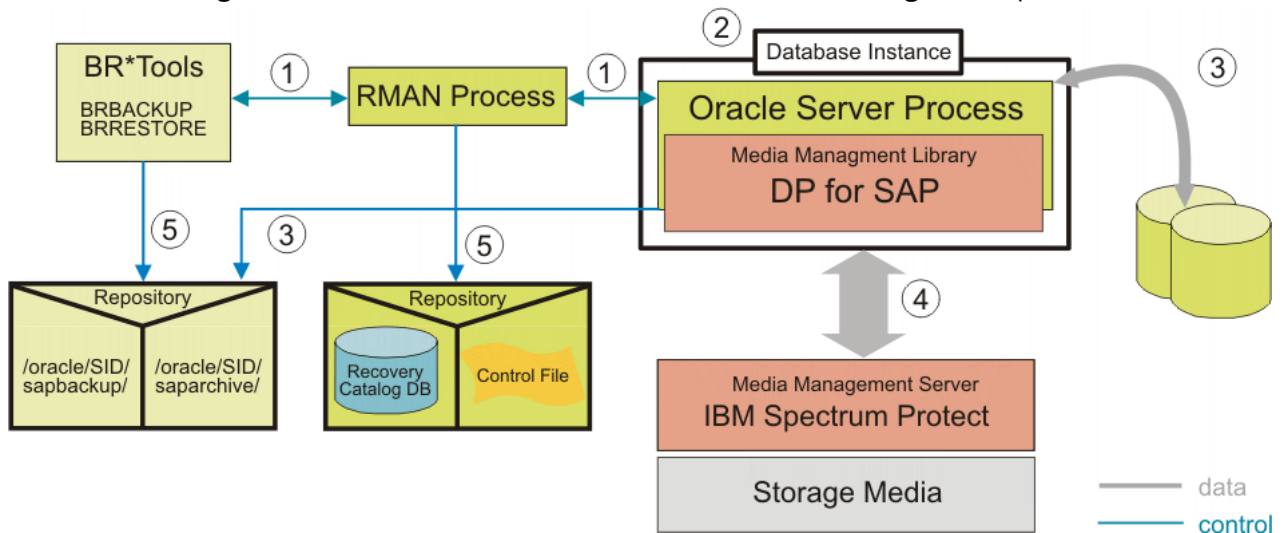 ②
Database Instance
BR*Tools
BRBACKUP
BRRESTORE
①
RMAN Process
①
Oracle Server Process
Media Managment Library
DP for SAP
③
⑤
③
⑤
④
Repository
/oracle/SID/
sapbackup/
/oracle/SID/
saparchive/
Repository
Recovery
Catalog DB
Control File
Media Management Server
IBM Spectrum Protect
Storage Media
data
control